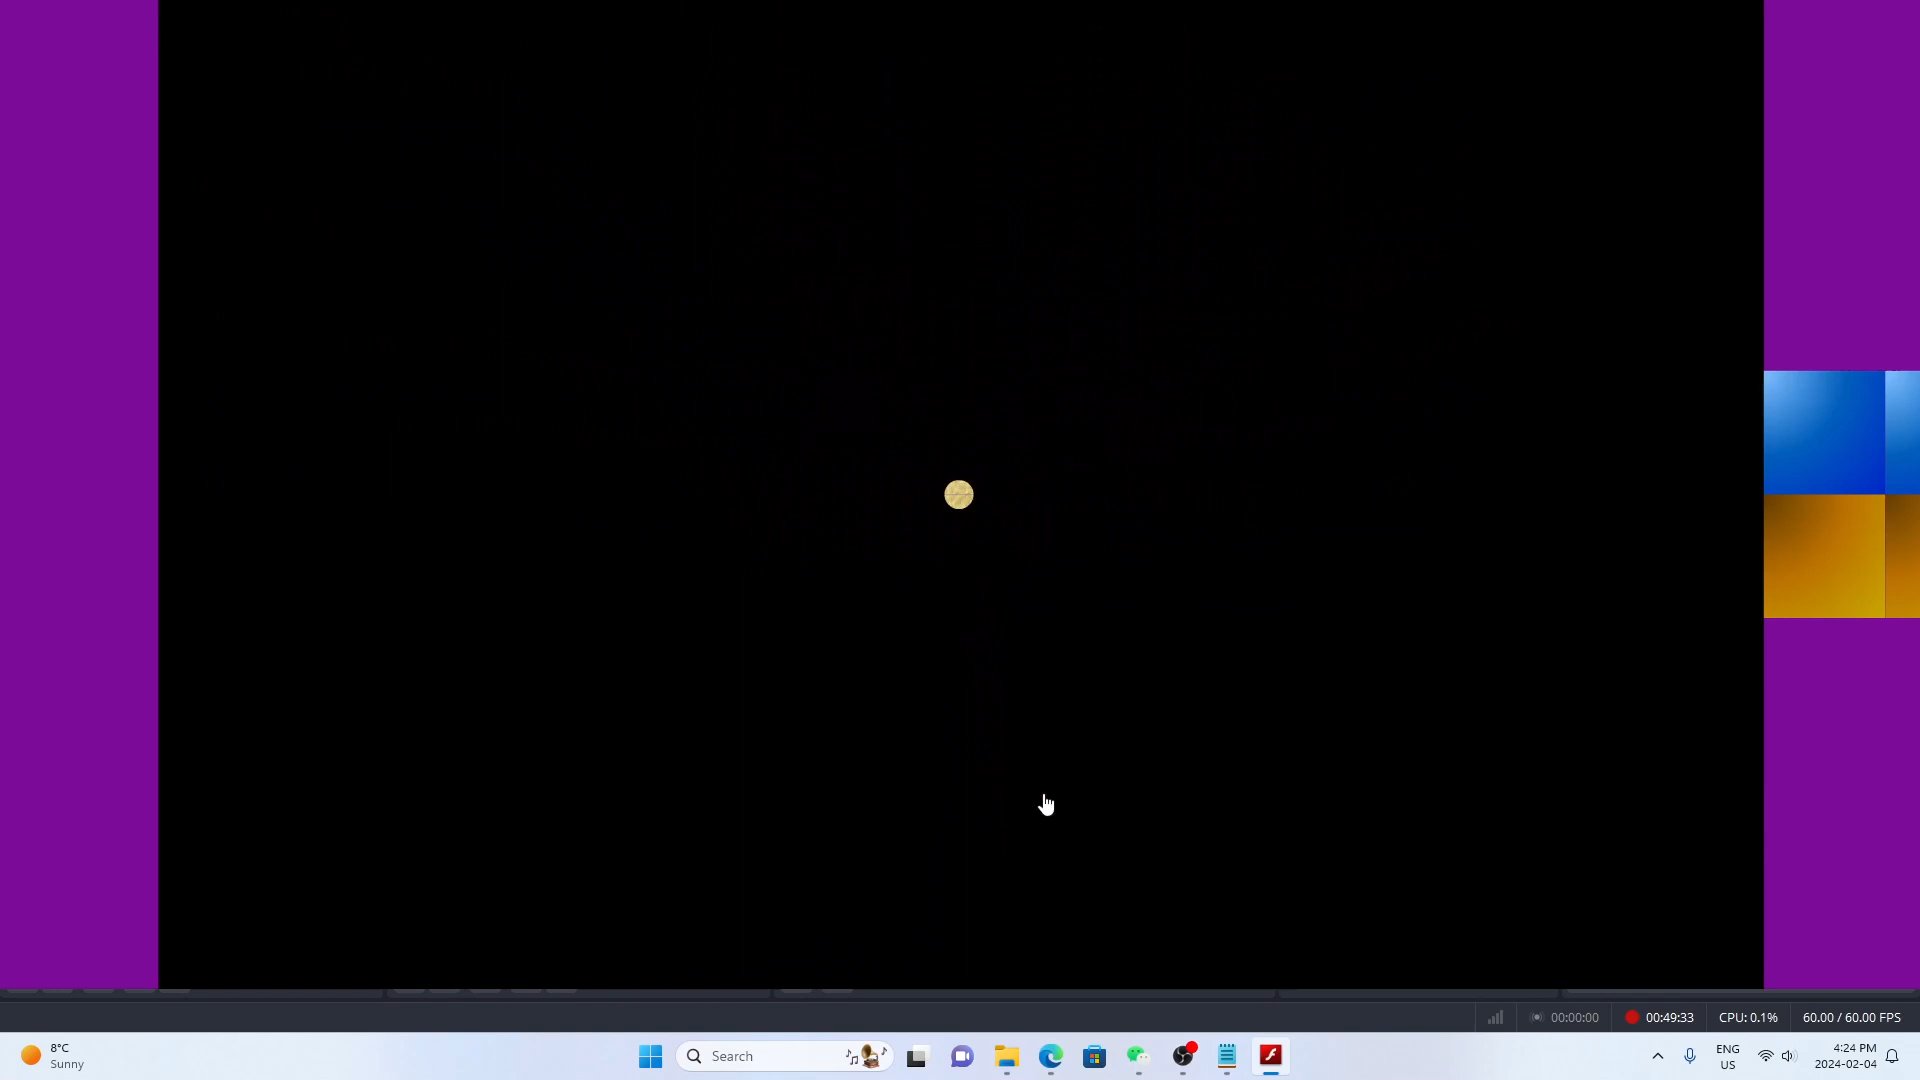 00:00:00
00:49:33
CPU: 0.1%
60.00 / 60.00 FPS
8°C
Sunny
Search
ENG
US
4:24 PM
2024-02-04